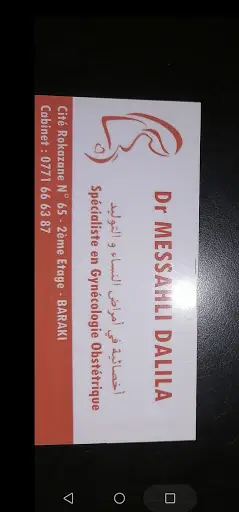 Dr MESSAHLI DALILA
أخصائية في أمراض النساء و التوليد
Spécialiste en Gynécologie Obstétrique
Cité Rokazane N° 65 - 2ème Etage - BARAKI
Cabinet : 0771 66 63 87